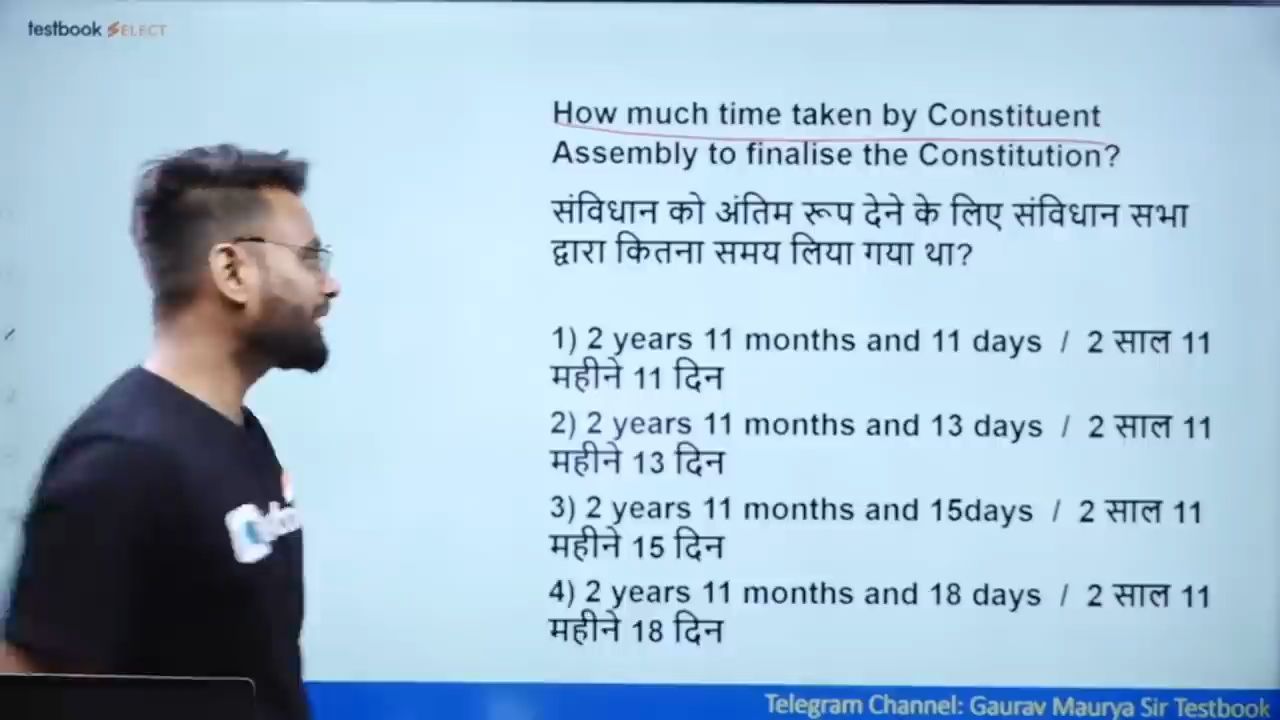 testbook SELECT
How much time taken by Constituent
Assembly to finalise the Constitution?
संविधान को अंतिम रूप देने के लिए संविधान सभा
द्वारा कितना समय लिया गया था?
1) 2 years 11 months and 11 days / 2 साल 11
महीने 11 दिन
2) 2 years 11 months and 13 days / 2 साल 11
महीने 13 दिन
3) 2 years 11 months and 15days / 2 साल 11
महीने 15 दिन
4) 2 years 11 months and 18 days / 2 साल 11
महीने 18 दिन
Telegram Channel: Gaurav Maurya Sir Testbook